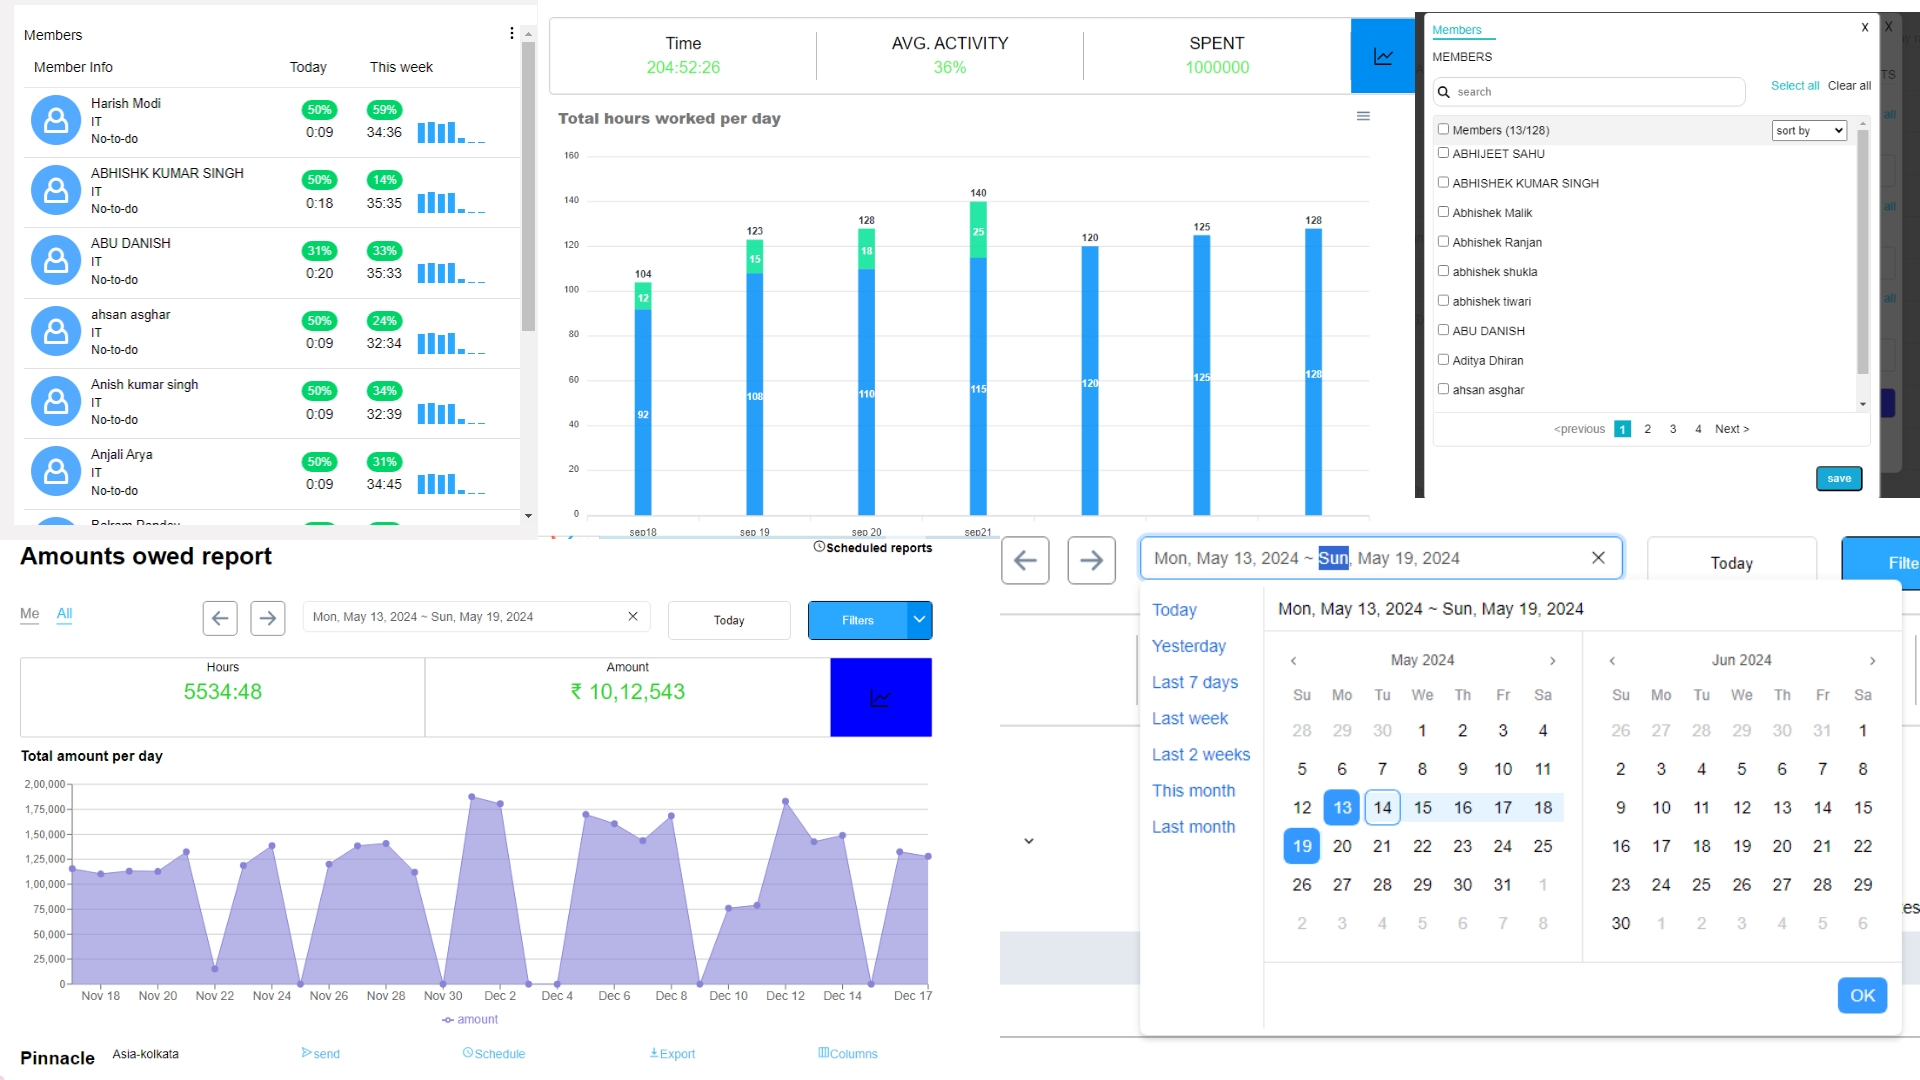 Members
Member Info Today This week
Harish Modi
IT
No-to-do
50% 59%
0:09 34:36
ABHISHK KUMAR SINGH
IT
No-to-do
50% 14%
0:18 35:35
ABU DANISH
IT
No-to-do
31% 33%
0:20 35:33
ahsan asghar
IT
No-to-do
50% 24%
0:09 32:34
Anish kumar singh
IT
No-to-do
50% 34%
0:09 32:39
Anjali Arya
IT
No-to-do
50% 31%
0:09 34:45
Time AVG. ACTIVITY SPENT
204:52:26 36% 1000000
Total hours worked per day
160
140
120
100
80
60
40
20
0
104 123 128 140 120 125 128
12 15 18 25
92 108 110 115 120 125 128
sep18 sep 19 sep 20 sep21
Members X X
MEMBERS
search Select all Clear all
Members (13/128) sort by
ABHIJEET SAHU
ABHISHEK KUMAR SINGH
Abhishek Malik
Abhishek Ranjan
abhishek shukla
abhishek tiwari
ABU DANISH
Aditya Dhiran
ahsan asghar
<previous 1 2 3 4 Next >
save
Amounts owed report
Scheduled reports
Me All
Mon, May 13, 2024 ~ Sun, May 19, 2024
Today Filters
Hours Amount
5534:48 ₹ 10,12,543
Total amount per day
2,00,000
1,75,000
1,50,000
1,25,000
1,00,000
75,000
50,000
25,000
0
Nov 18 Nov 20 Nov 22 Nov 24 Nov 26 Nov 28 Nov 30 Dec 2 Dec 4 Dec 6 Dec 8 Dec 10 Dec 12 Dec 14 Dec 17
amount
Pinnacle Asia-kolkata send Schedule Export Columns
Mon, May 13, 2024 ~ Sun, May 19, 2024
Today Filte
Today
Yesterday
Last 7 days
Last week
Last 2 weeks
This month
Last month
Mon, May 13, 2024 ~ Sun, May 19, 2024
< May 2024 >
Su Mo Tu We Th Fr Sa
28 29 30 1 2 3 4
5 6 7 8 9 10 11
12 13 14 15 16 17 18
19 20 21 22 23 24 25
26 27 28 29 30 31 1
2 3 4 5 6 7 8
< Jun 2024 >
Su Mo Tu We Th Fr Sa
26 27 28 29 30 31 1
2 3 4 5 6 7 8
9 10 11 12 13 14 15
16 17 18 19 20 21 22
23 24 25 26 27 28 29
30 1 2 3 4 5 6
OK